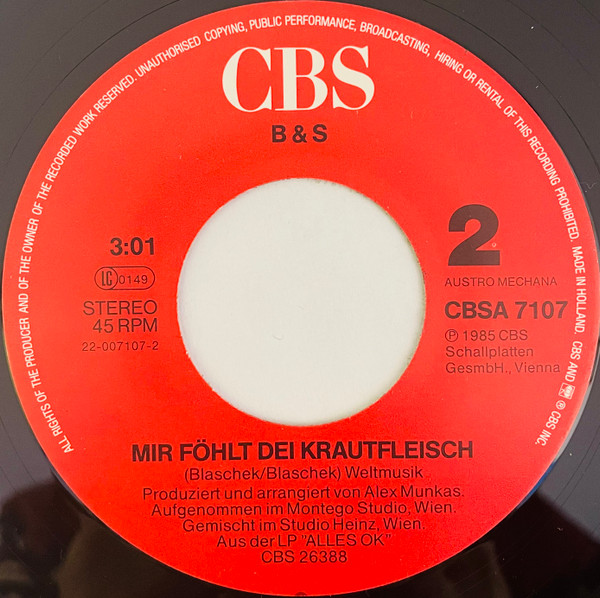 ALL RIGHTS OF THE PRODUCER AND OF THE OWNER OF THE RECORDED WORK RESERVED. UNAUTHORISED COPYING, PUBLIC PERFORMANCE, BROADCASTING, HIRING OR RENTAL OF THIS RECORDING PROHIBITED. MADE IN HOLLAND. CBS AND ® CBS INC.
CBS
B & S
3:01
LC 0149
STEREO
45 RPM
22-007107-2
2
AUSTRO MECHANA
CBSA 7107
Ⓟ 1985 CBS
Schallplatten
GesmbH., Vienna
MIR FÖHLT DEI KRAUTFLEISCH
(Blaschek/Blaschek) Weltmusik
Produziert und arrangiert von Alex Munkas.
Aufgenommen im Montego Studio, Wien.
Gemischt im Studio Heinz, Wien.
Aus der LP "ALLES OK"
CBS 26388